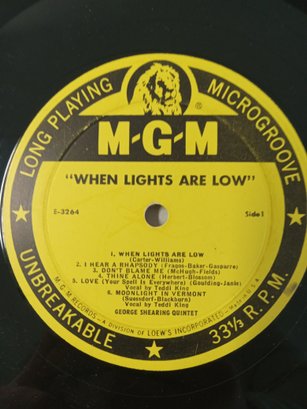 LONG PLAYING
MICROGROOVE
®
M-G-M
"WHEN LIGHTS ARE LOW"
E-3264
Side 1
1. WHEN LIGHTS ARE LOW
(Carter-Williams)
2. I HEAR A RHAPSODY (Fragos-Baker-Gasparre)
3. DON'T BLAME ME (McHugh-Fields)
4. THINE ALONE (Herbert-Blossom)
5. LOVE (Your Spell Is Everywhere) (Goulding-Janis)
Vocal by Teddi King
6. MOONLIGHT IN VERMONT
(Suessdorf-Blackburn)
Vocal by Teddi King
GEORGE SHEARING QUINTET
UNBREAKABLE
33⅓ R.P.M
M-G-M RECORDS - A DIVISION OF LOEW'S INCORPORATED - MADE IN U.S.A.